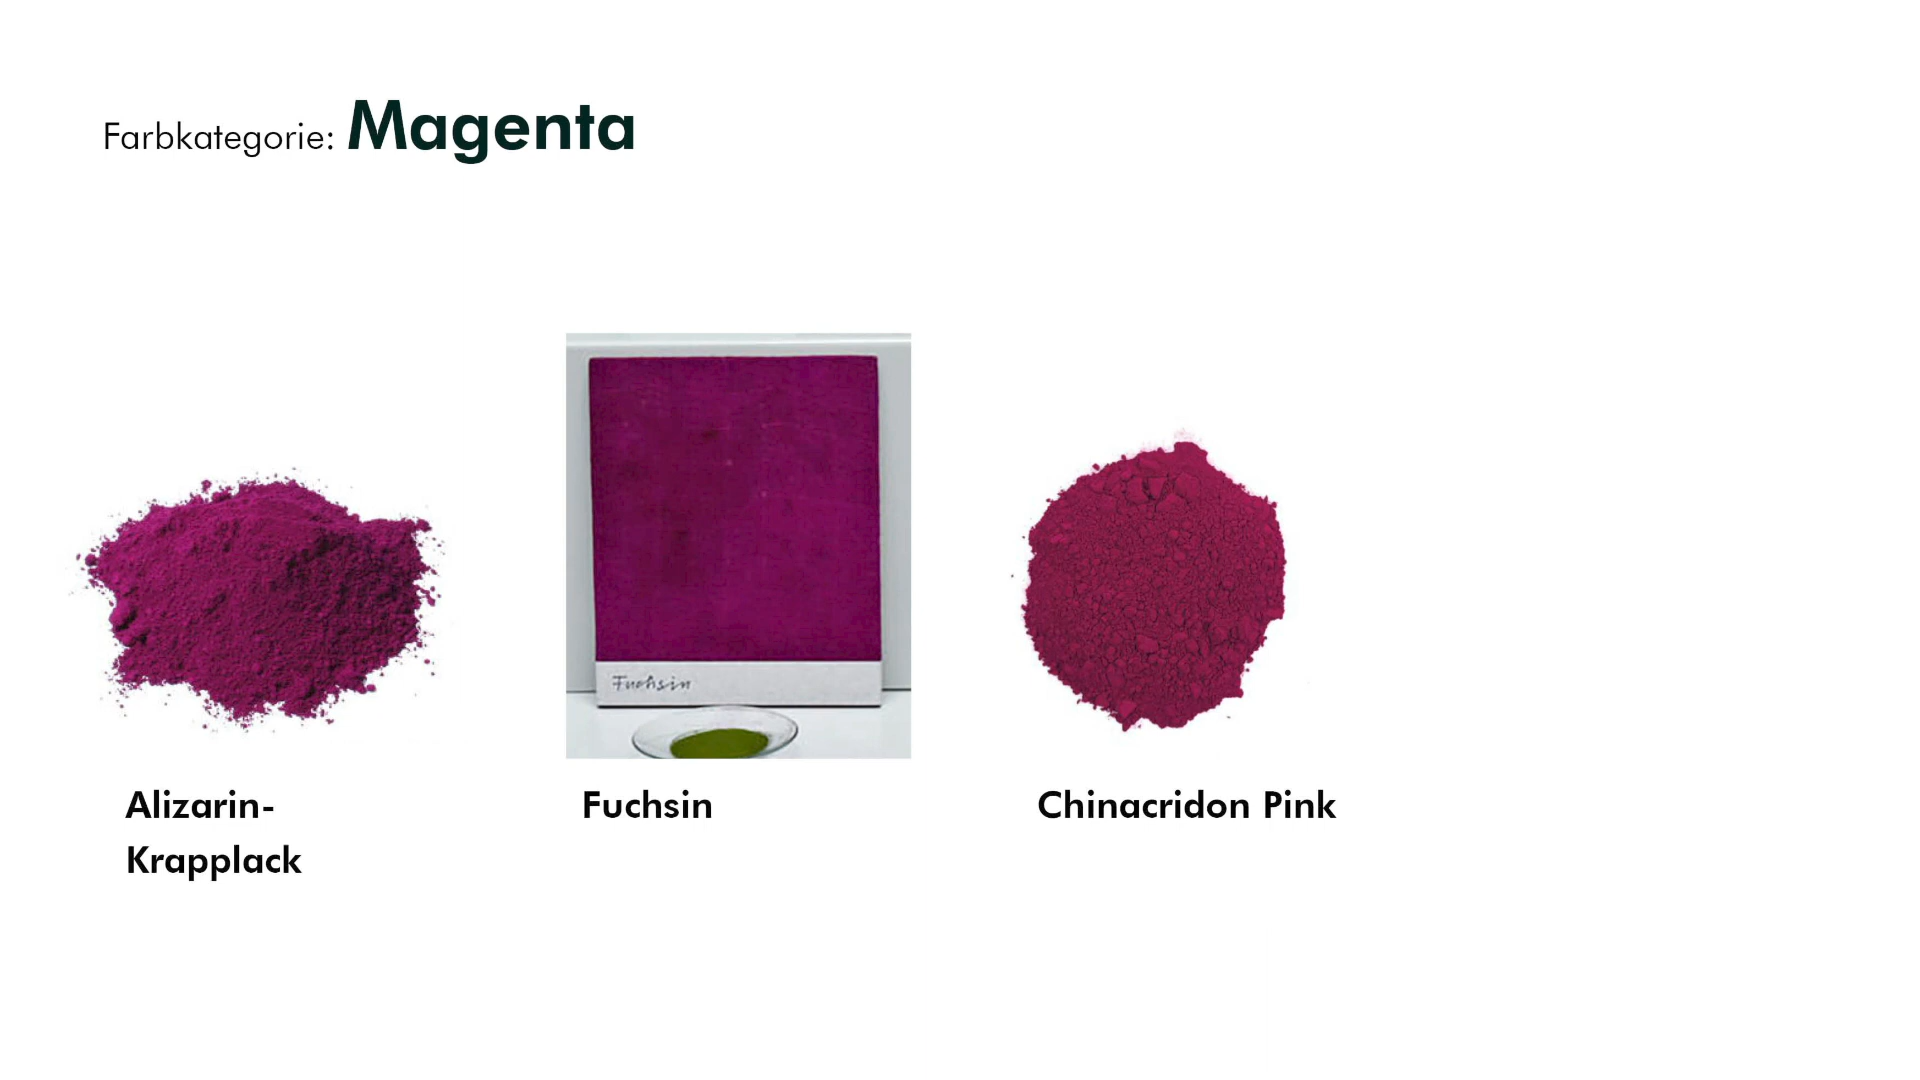 Farbkategorie: Magenta
Fuchsin
Alizarin-
Krapplack
Fuchsin
Chinacridon Pink